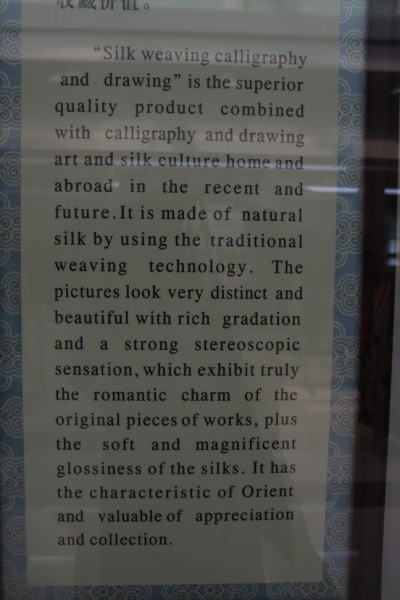 收藏价值。
“Silk weaving calligraphy
and drawing” is the superior
quality product combined
with calligraphy and drawing
art and silk culture home and
abroad in the recent and
future.It is made of natural
silk by using the traditional
weaving technology. The
pictures look very distinct and
beautiful with rich gradation
and a strong stereoscopic
sensation, which exhibit truly
the romantic charm of the
original pieces of works, plus
the soft and magnificent
glossiness of the silks. It has
the characteristic of Orient
and valuable of appreciation
and collection.